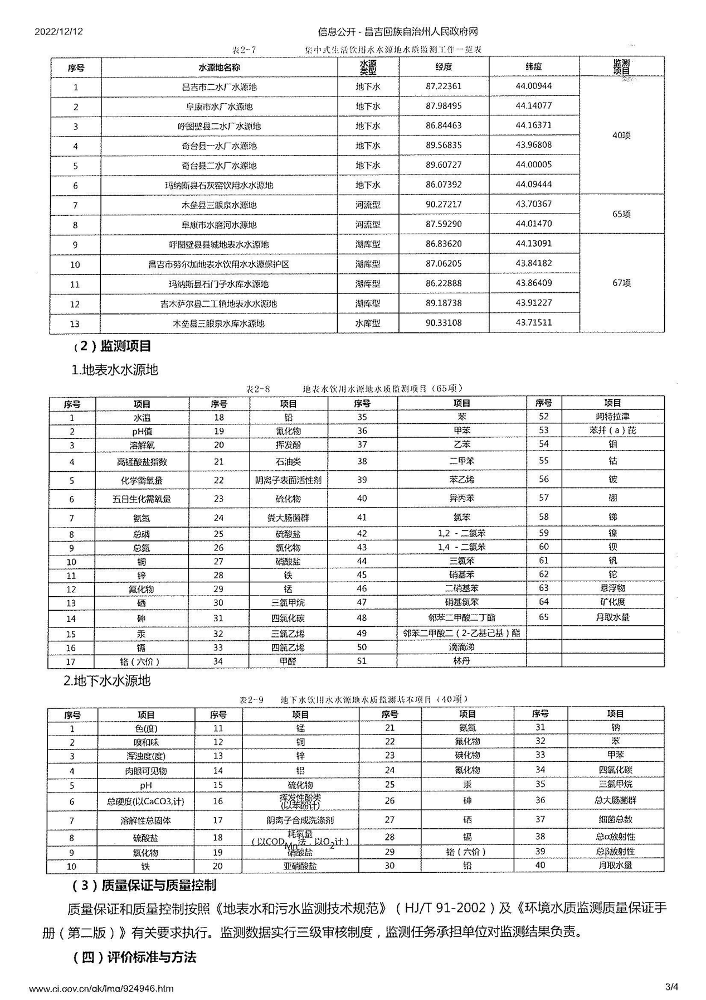 2022/12/12 信息公开 - 昌吉回族自治州人民政府网
表2-7 集中式生活饮用水水源地水质监测工作一览表
序号 水源地名称 水源类型 经度 纬度 监测项目
1 昌吉市二水厂水源地 地下水 87.22361 44.00944 40项
2 阜康市水厂水源地 地下水 87.98495 44.14077
3 呼图壁县二水厂水源地 地下水 86.84463 44.16371
4 奇台县一水厂水源地 地下水 89.56835 43.96808
5 奇台县二水厂水源地 地下水 89.60727 44.00005
6 玛纳斯县石灰窑饮用水水源地 地下水 86.07392 44.09444
7 木垒县三眼泉水源地 河流型 90.27217 43.70367 65项
8 阜康市水磨河水源地 河流型 87.59290 44.01470
9 呼图壁县县城地表水水源地 湖库型 86.83620 44.13091 67项
10 昌吉市努尔加地表水饮用水水源保护区 湖库型 87.06205 43.84182
11 玛纳斯县石门子水库水源地 湖库型 86.22888 43.86409
12 吉木萨尔县二工镇地表水水源地 湖库型 89.18738 43.91227
13 木垒县三眼泉水库水源地 水库型 90.33108 43.71511
（2）监测项目
1.地表水水源地
表2-8 地表水饮用水源地水质监测项目（65项）
序号 项目 序号 项目 序号 项目 序号 项目
1 水温 18 铅 35 苯 52 阿特拉津
2 pH值 19 氰化物 36 甲苯 53 苯并（a）芘
3 溶解氧 20 挥发酚 37 乙苯 54 钼
4 高锰酸盐指数 21 石油类 38 二甲苯 55 钴
5 化学需氧量 22 阴离子表面活性剂 39 苯乙烯 56 铍
6 五日生化需氧量 23 硫化物 40 异丙苯 57 硼
7 氨氮 24 粪大肠菌群 41 氯苯 58 锑
8 总磷 25 硫酸盐 42 1,2 - 二氯苯 59 镍
9 总氮 26 氯化物 43 1,4 - 二氯苯 60 钡
10 铜 27 硝酸盐 44 三氯苯 61 钒
11 锌 28 铁 45 硝基苯 62 铊
12 氟化物 29 锰 46 二硝基苯 63 悬浮物
13 硒 30 三氯甲烷 47 硝基氯苯 64 矿化度
14 砷 31 四氯化碳 48 邻苯二甲酸二丁酯 65 月取水量
15 汞 32 三氯乙烯 49 邻苯二甲酸二（2-乙基己基）酯
16 镉 33 四氯乙烯 50 滴滴涕
17 铬（六价） 34 甲醛 51 林丹
2.地下水水源地
表2-9 地下水饮用水水源地水质监测基本项目（40项）
序号 项目 序号 项目 序号 项目 序号 项目
1 色(度) 11 锰 21 氨氮 31 钠
2 嗅和味 12 铜 22 氟化物 32 苯
3 浑浊度(度) 13 锌 23 碘化物 33 甲苯
4 肉眼可见物 14 铝 24 氰化物 34 四氯化碳
5 pH 15 硫化物 25 汞 35 三氯甲烷
6 总硬度(以CaCO3,计) 16 挥发性酚类(以苯酚计) 26 砷 36 总大肠菌群
7 溶解性总固体 17 阴离子合成洗涤剂 27 硒 37 细菌总数
8 硫酸盐 18 耗氧量（以CODMn法，以O2计） 28 镉 38 总α放射性
9 氯化物 19 硝酸盐 29 铬（六价） 39 总β放射性
10 铁 20 亚硝酸盐 30 铅 40 月取水量
（3）质量保证与质量控制
质量保证和质量控制按照《地表水和污水监测技术规范》（HJ/T 91-2002）及《环境水质监测质量保证手
册（第二版）》有关要求执行。监测数据实行三级审核制度，监测任务承担单位对监测结果负责。
（四）评价标准与方法
www.cj.gov.cn/gk/lma/924946.htm 3/4